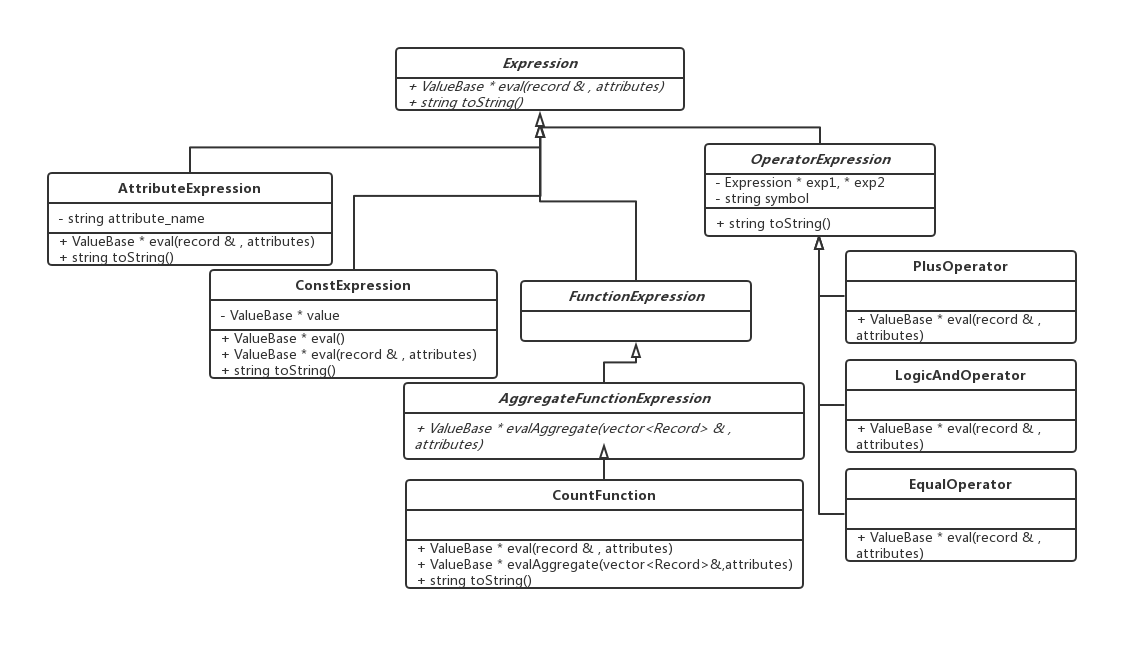 Expression
+ ValueBase * eval(record & , attributes)
+ string toString()
OperatorExpression
- Expression * exp1, * exp2
- string symbol
+ string toString()
AttributeExpression
- string attribute_name
+ ValueBase * eval(record & , attributes)
+ string toString()
ConstExpression
- ValueBase * value
+ ValueBase * eval()
+ ValueBase * eval(record & , attributes)
+ string toString()
FunctionExpression
AggregateFunctionExpression
+ ValueBase * evalAggregate(vector<Record> & ,
attributes)
CountFunction
+ ValueBase * eval(record & , attributes)
+ ValueBase * evalAggregate(vector<Record>&,attributes)
+ string toString()
PlusOperator
+ ValueBase * eval(record & ,
attributes)
LogicAndOperator
+ ValueBase * eval(record & ,
attributes)
EqualOperator
+ ValueBase * eval(record & ,
attributes)